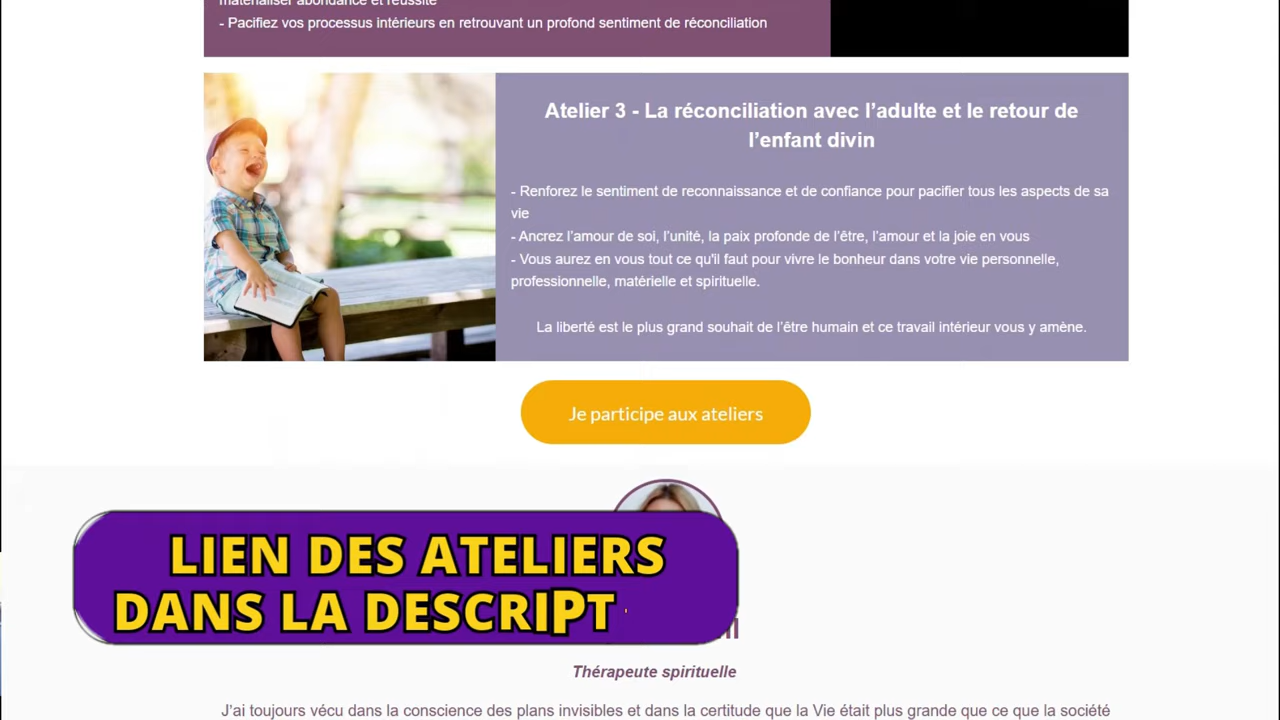 matérialiser abondance et réussite
- Pacifiez vos processus intérieurs en retrouvant un profond sentiment de réconciliation
Atelier 3 - La réconciliation avec l’adulte et le retour de
l’enfant divin
- Renforez le sentiment de reconnaissance et de confiance pour pacifier tous les aspects de sa
vie
- Ancrez l’amour de soi, l’unité, la paix profonde de l’être, l’amour et la joie en vous
- Vous aurez en vous tout ce qu'il faut pour vivre le bonheur dans votre vie personnelle,
professionnelle, matérielle et spirituelle.
La liberté est le plus grand souhait de l’être humain et ce travail intérieur vous y amène.
Je participe aux ateliers
LIEN DES ATELIERS
DANS LA DESCRIPT
Thérapeute spirituelle
J’ai toujours vécu dans la conscience des plans invisibles et dans la certitude que la Vie était plus grande que ce que la société